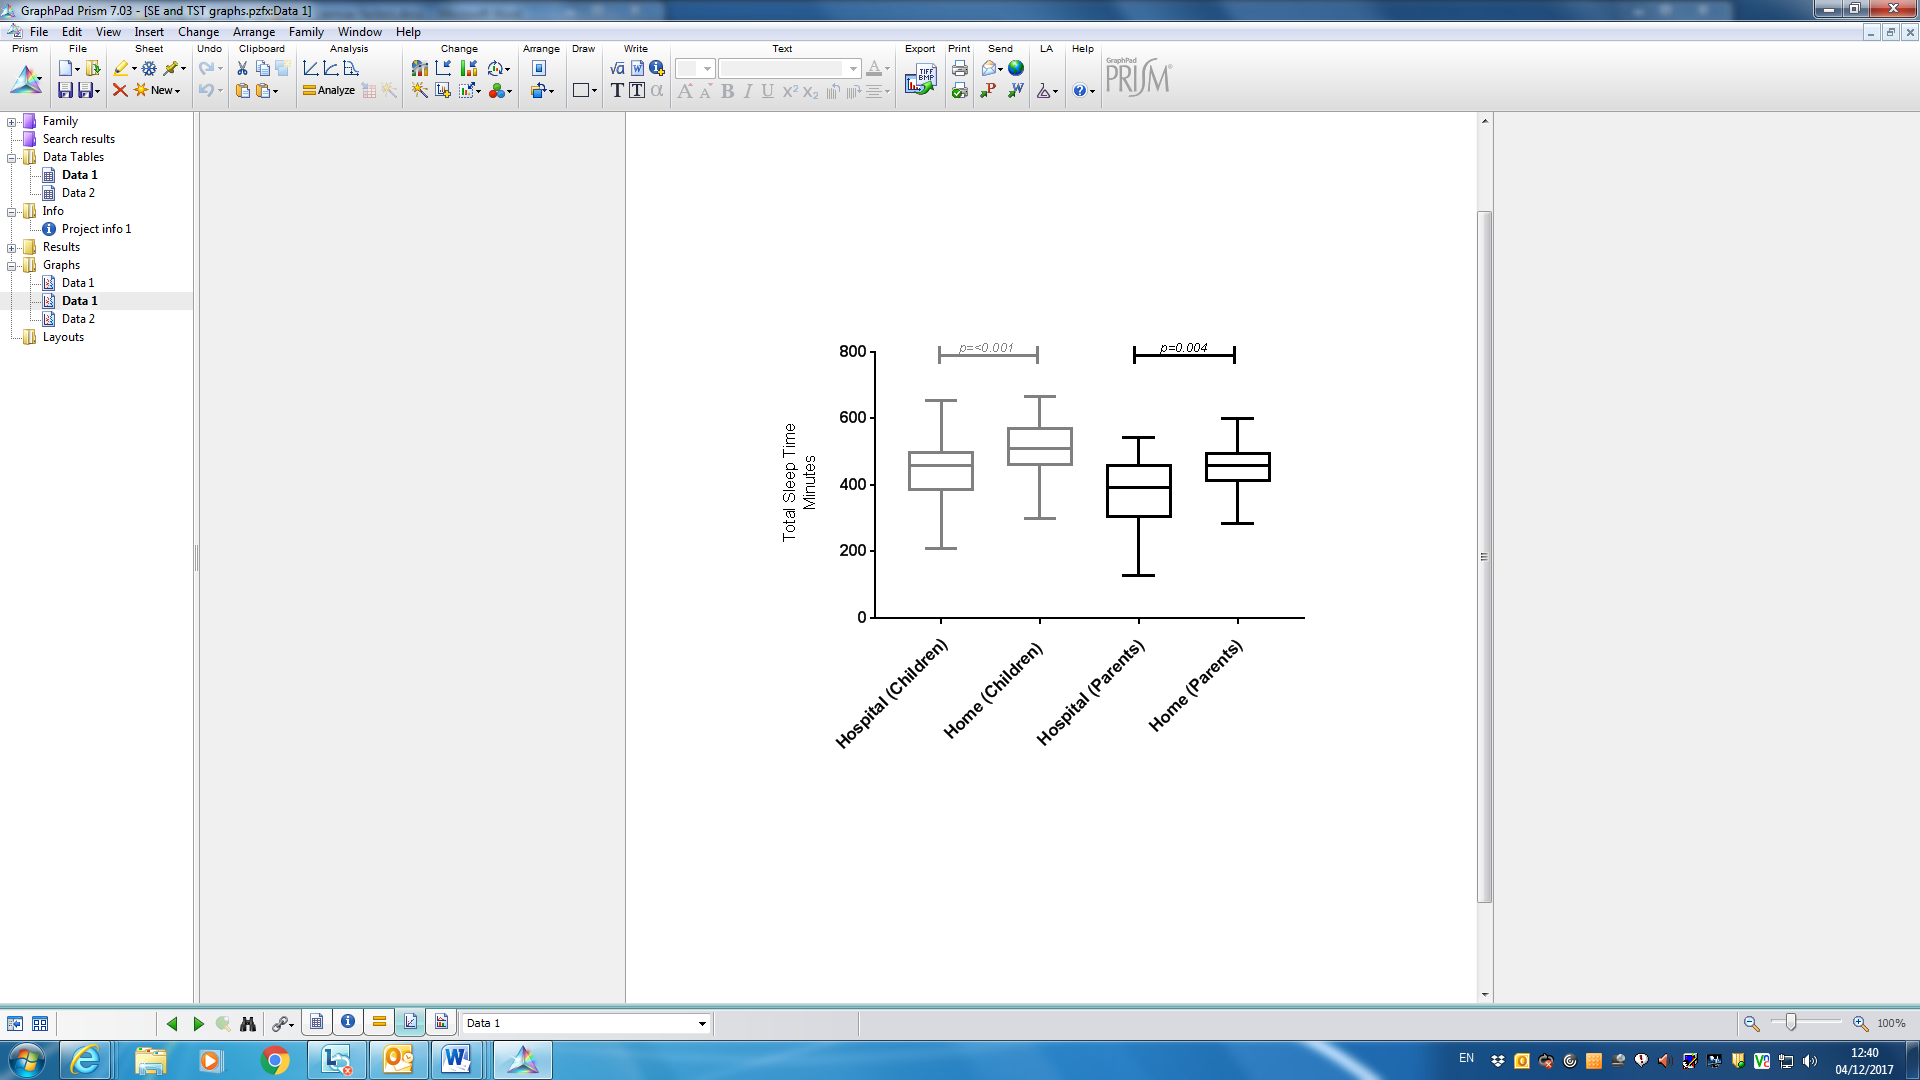 GraphPad Prism 7.03 - [SE and TST graphs.pzfx:Data 1]
File Edit View Insert Change Arrange Family Window Help
Prism File Sheet Undo Clipboard Analysis Change Arrange Draw Write Text Export Print Send LA Help
New
Analyze
GraphPad
PRISM
Family
Search results
Data Tables
Data 1
Data 2
Info
Project info 1
Results
Graphs
Data 1
Data 1
Data 2
Layouts
p=<0.001 p=0.004
800
600
400
200
0
Total Sleep Time
Minutes
Hospital (Children)
Home (Children)
Hospital (Parents)
Home (Parents)
Data 1
100%
EN
12:40
04/12/2017